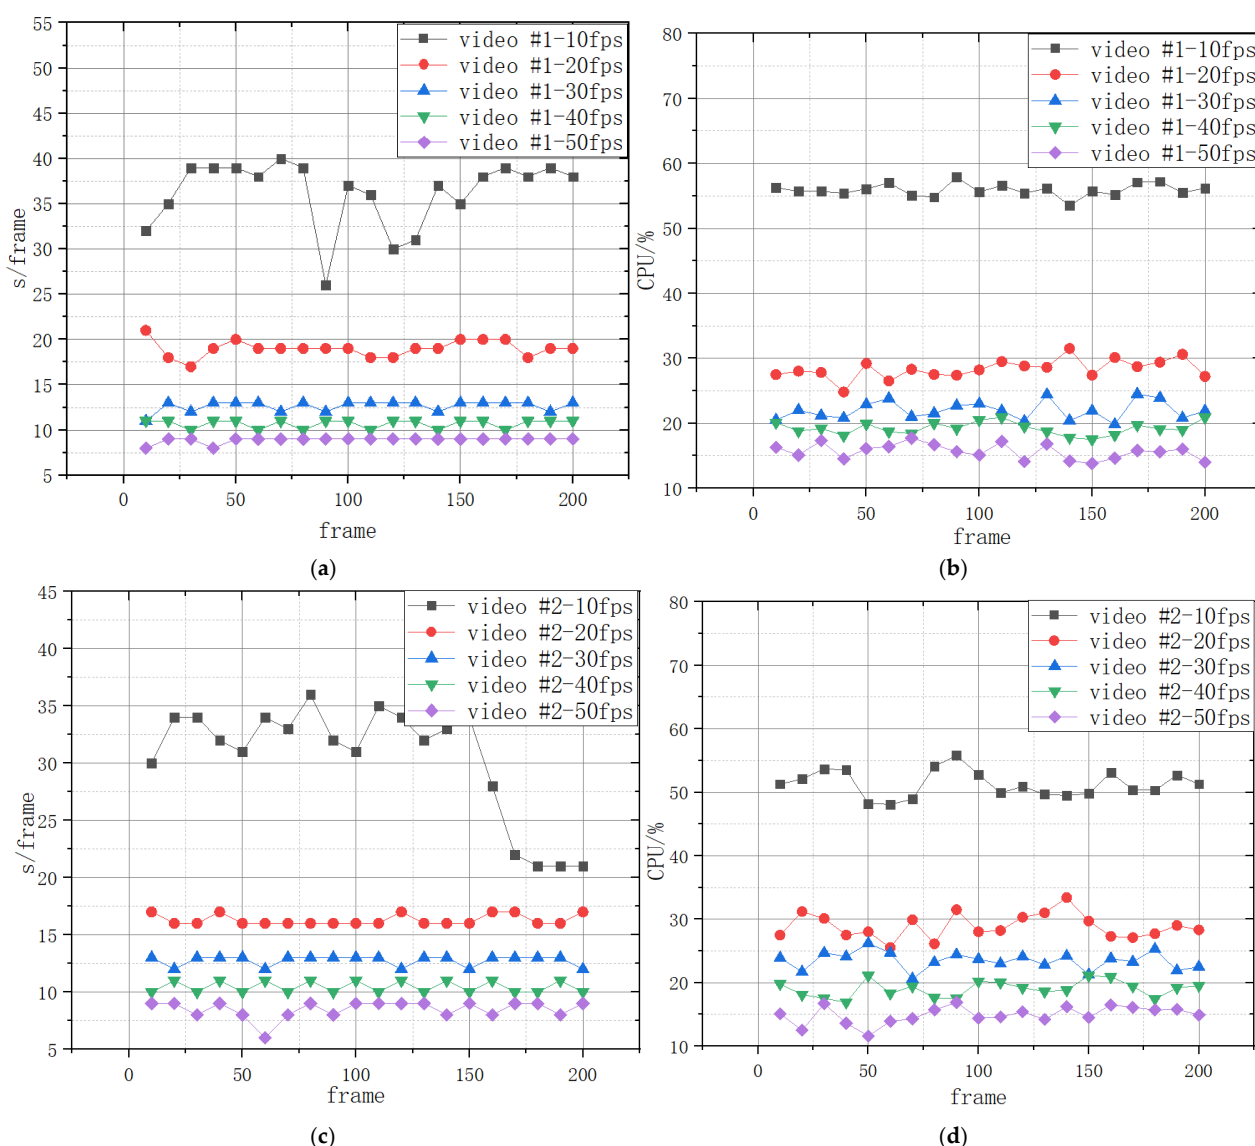 55
50
45
40
35
30
25
20
15
10
5
s/frame
0 50 100 150 200
frame
video #1-10fps
video #1-20fps
video #1-30fps
video #1-40fps
video #1-50fps
(a)
80
70
60
50
40
30
20
10
CPU/%
0 50 100 150 200
frame
video #1-10fps
video #1-20fps
video #1-30fps
video #1-40fps
video #1-50fps
(b)
45
40
35
30
25
20
15
10
5
s/frame
0 50 100 150 200
frame
video #2-10fps
video #2-20fps
video #2-30fps
video #2-40fps
video #2-50fps
(c)
80
70
60
50
40
30
20
10
CPU/%
0 50 100 150 200
frame
video #2-10fps
video #2-20fps
video #2-30fps
video #2-40fps
video #2-50fps
(d)